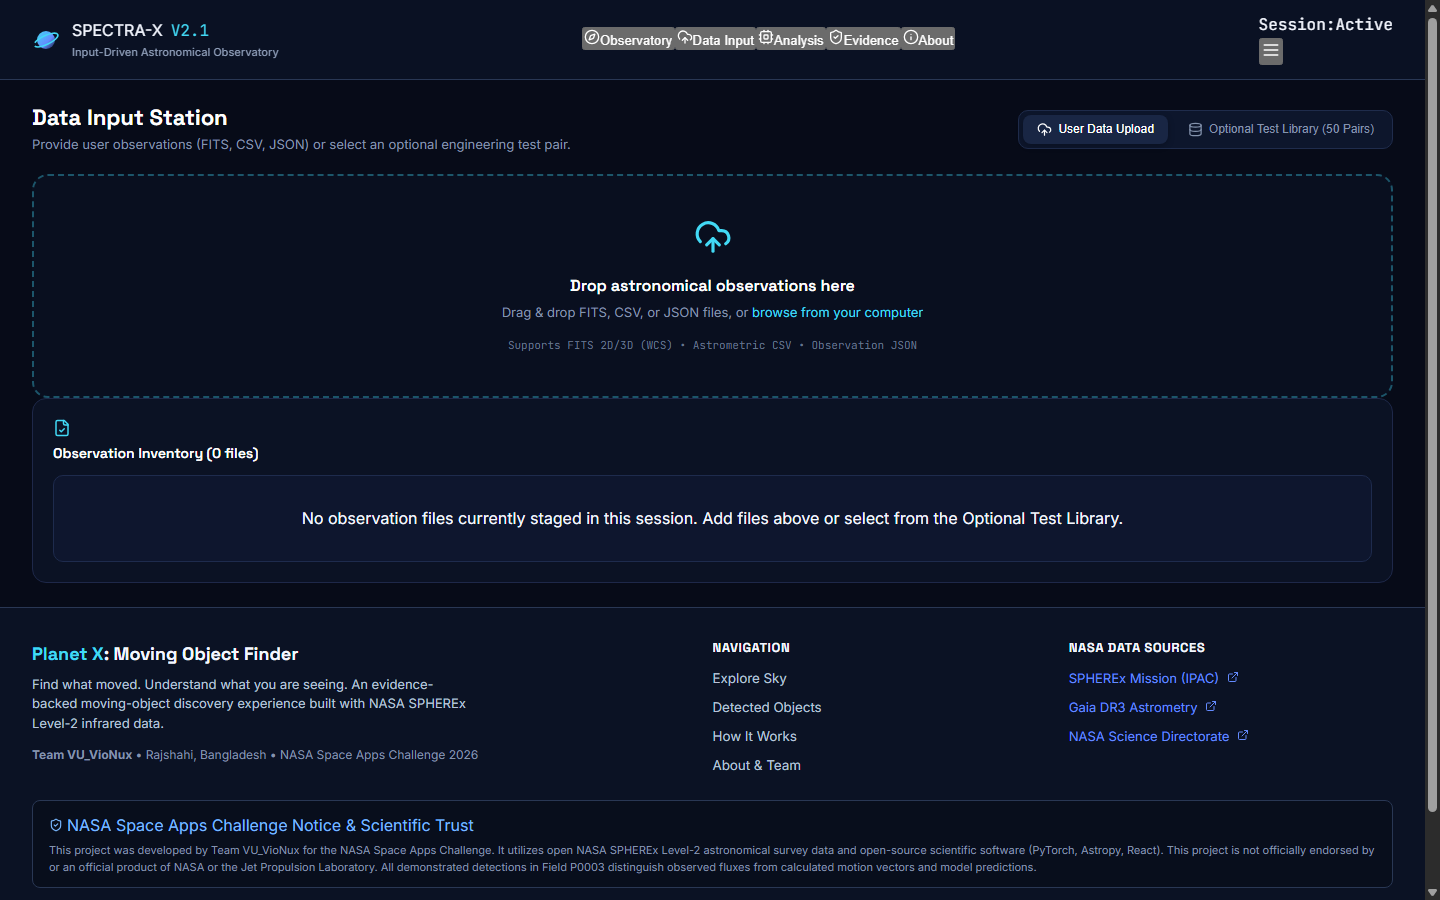 SPECTRA-X V2.1
Input-Driven Astronomical Observatory
Observatory
Data Input
Analysis
Evidence
About
Session:Active
Data Input Station
Provide user observations (FITS, CSV, JSON) or select an optional engineering test pair.
User Data Upload
Optional Test Library (50 Pairs)
Drop astronomical observations here
Drag & drop FITS, CSV, or JSON files, or browse from your computer
Supports FITS 2D/3D (WCS) • Astrometric CSV • Observation JSON
Observation Inventory (0 files)
No observation files currently staged in this session. Add files above or select from the Optional Test Library.
Planet X: Moving Object Finder
Find what moved. Understand what you are seeing. An evidence-
backed moving-object discovery experience built with NASA SPHEREx
Level-2 infrared data.
Team VU_VioNux • Rajshahi, Bangladesh • NASA Space Apps Challenge 2026
NAVIGATION
Explore Sky
Detected Objects
How It Works
About & Team
NASA DATA SOURCES
SPHEREx Mission (IPAC)
Gaia DR3 Astrometry
NASA Science Directorate
NASA Space Apps Challenge Notice & Scientific Trust
This project was developed by Team VU_VioNux for the NASA Space Apps Challenge. It utilizes open NASA SPHEREx Level-2 astronomical survey data and open-source scientific software (PyTorch, Astropy, React). This project is not officially endorsed by
or an official product of NASA or the Jet Propulsion Laboratory. All demonstrated detections in Field P0003 distinguish observed fluxes from calculated motion vectors and model predictions.